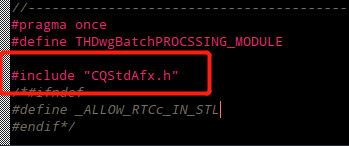 //---------------------------------------
#pragma once
#define THDwgBatchPROCSSING_MODULE
#include "CQStdAfx.h"
/*#ifndef
#define _ALLOW_RTCc_IN_STL
#endif*/